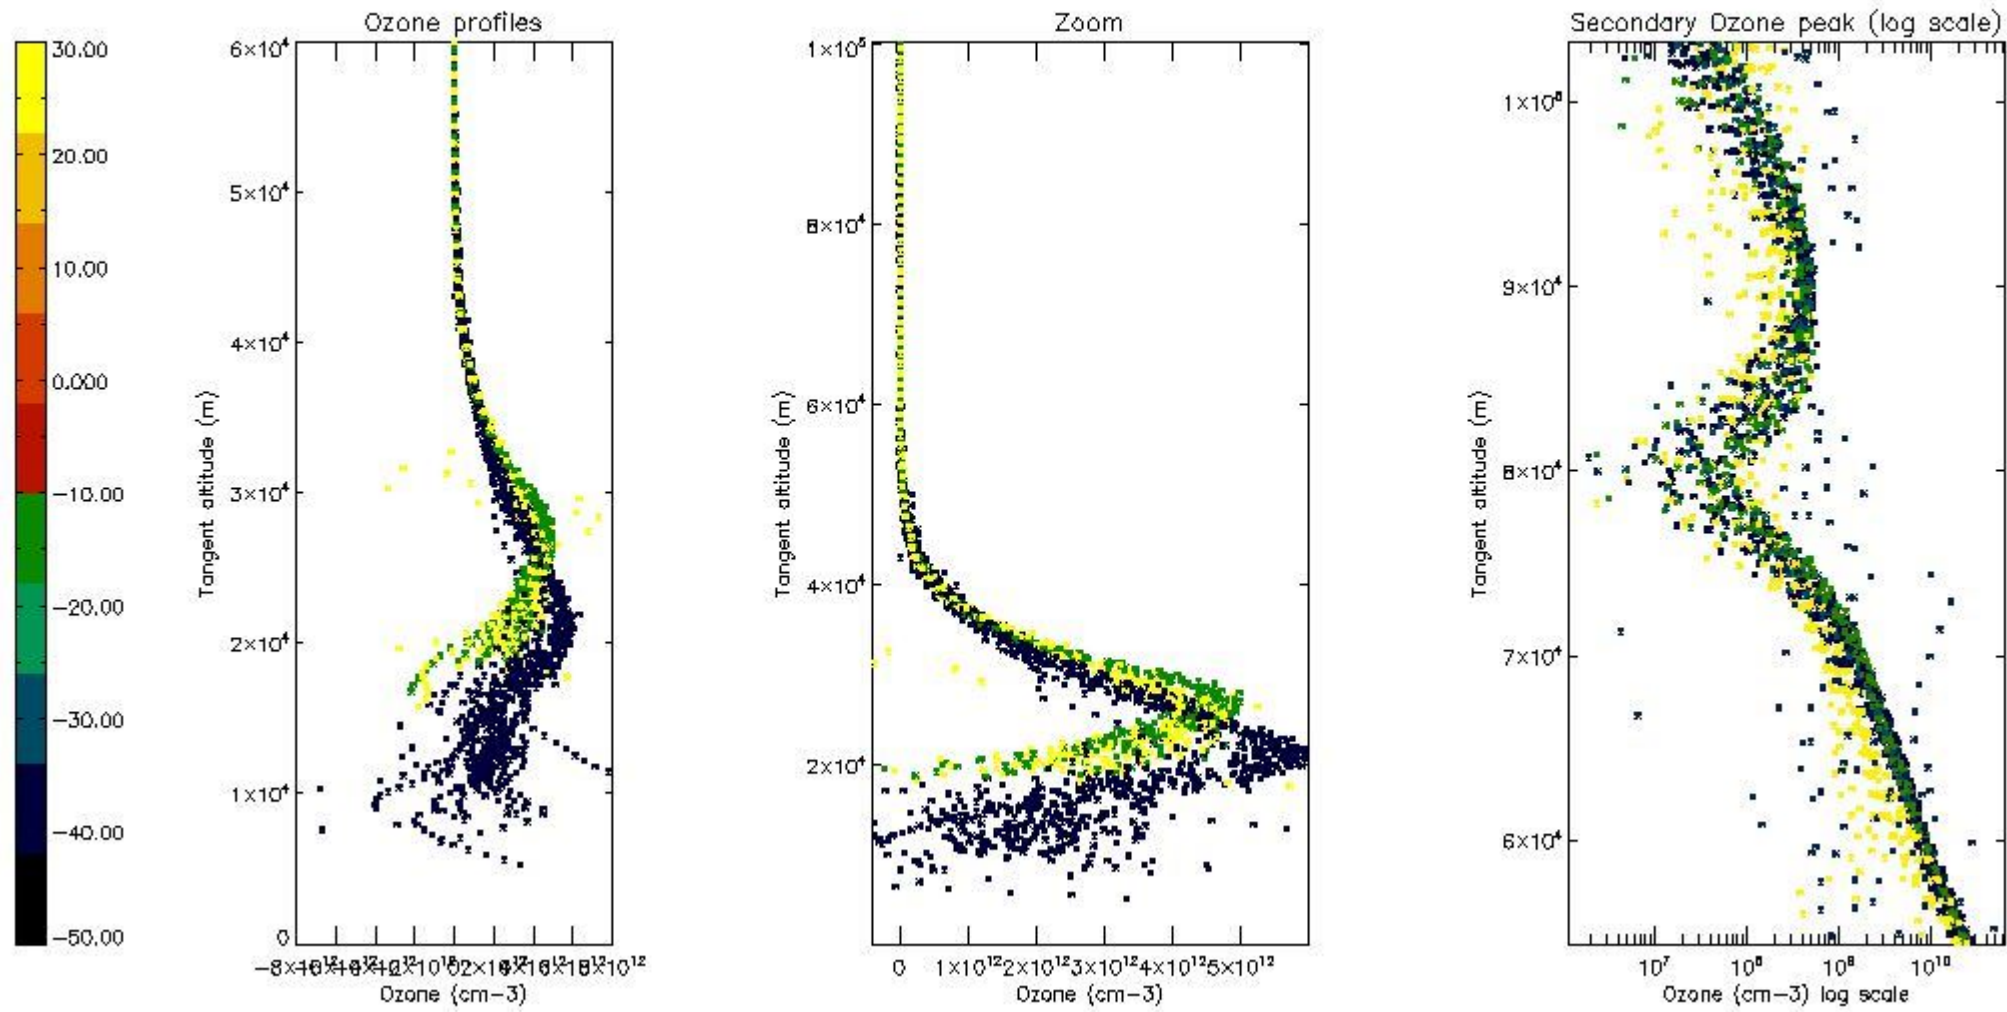 Ozone profiles
Zoom
Secondary Ozone peak (log scale)
30.00
20.00
10.00
0.000
−10.00
−20.00
−30.00
−40.00
−50.00
6×10⁴
5×10⁴
4×10⁴
3×10⁴
2×10⁴
1×10⁴
0
Tangent altitude (m)
Ozone (cm−3)
1×10⁵
8×10⁴
6×10⁴
4×10⁴
2×10⁴
Tangent altitude (m)
0 1×10¹² 2×10¹² 3×10¹² 4×10¹² 5×10¹²
Ozone (cm−3)
1×10⁵
9×10⁴
8×10⁴
7×10⁴
6×10⁴
Tangent altitude (m)
10⁷ 10⁸ 10⁹ 10¹⁰
Ozone (cm−3) log scale